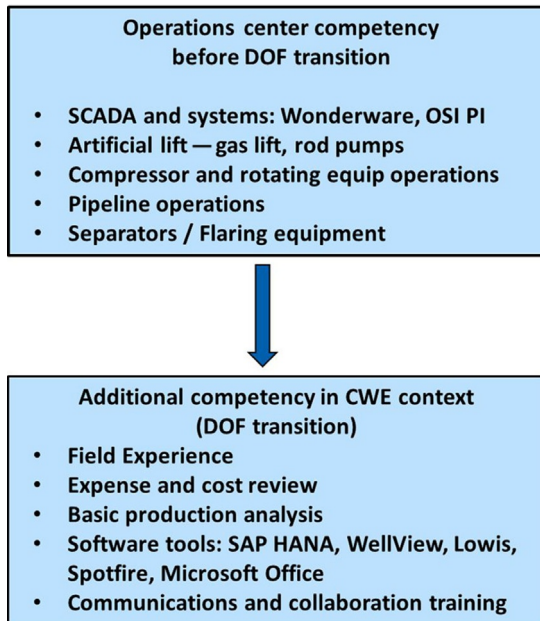 Operations center competency
before DOF transition
• SCADA and systems: Wonderware, OSI PI
• Artificial lift — gas lift, rod pumps
• Compressor and rotating equip operations
• Pipeline operations
• Separators / Flaring equipment
Additional competency in CWE context
(DOF transition)
• Field Experience
• Expense and cost review
• Basic production analysis
• Software tools: SAP HANA, WellView, Lowis,
Spotfire, Microsoft Office
• Communications and collaboration training